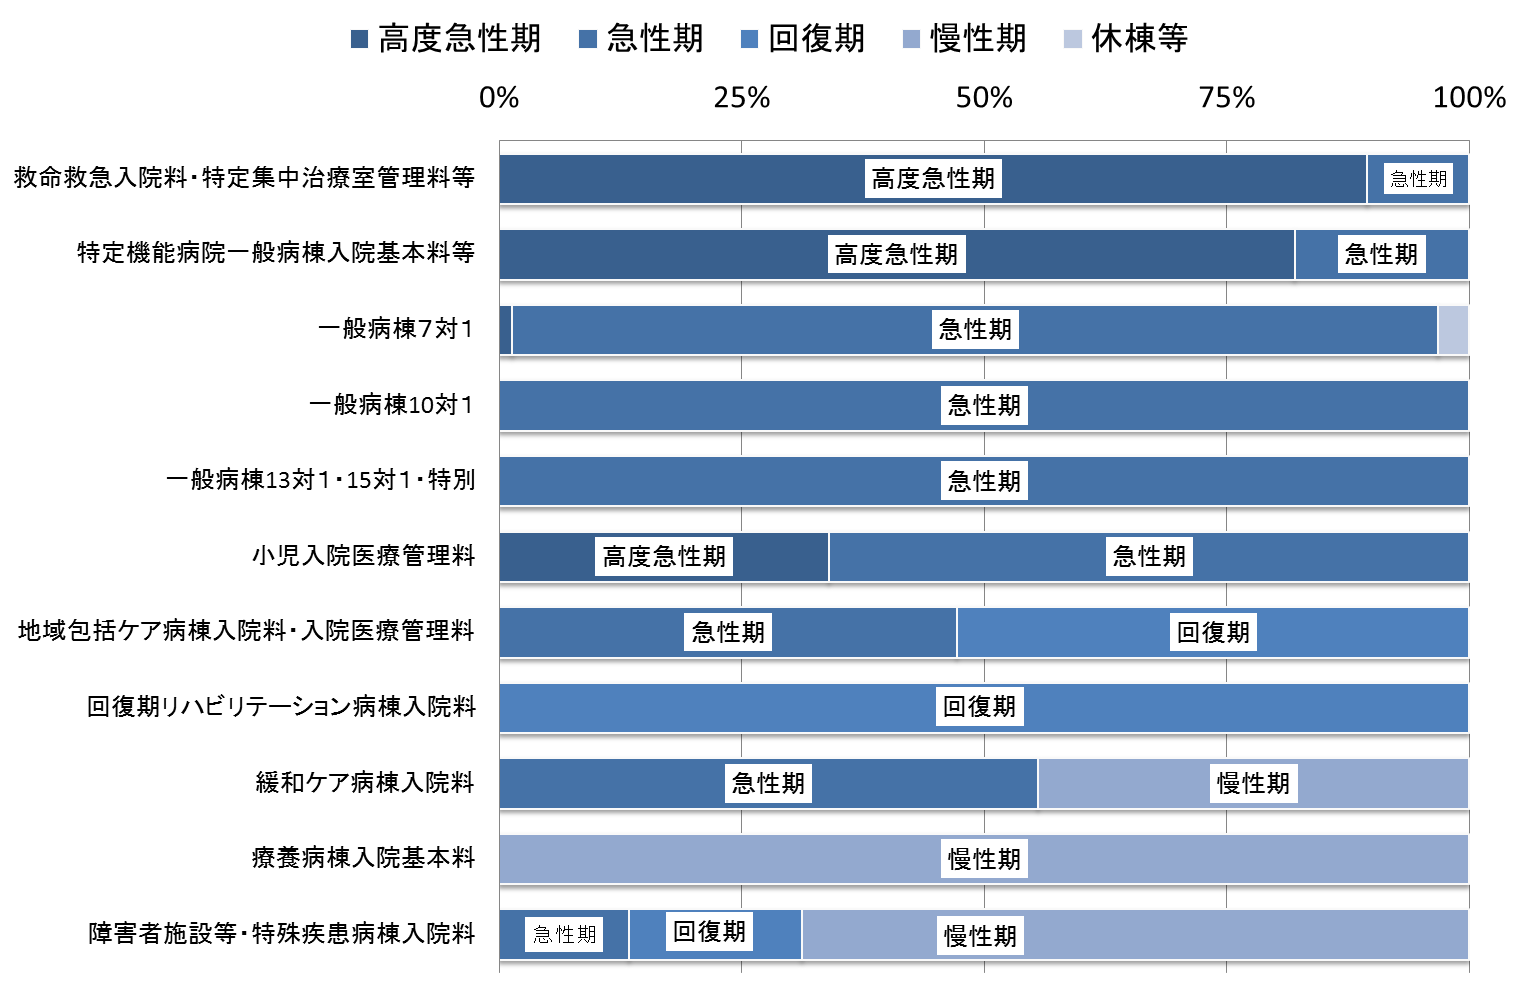 高度急性期 急性期 回復期 慢性期 休棟等
0% 25% 50% 75% 100%
救命救急入院料・特定集中治療室管理料等 高度急性期 急性期
特定機能病院一般病棟入院基本料等 高度急性期 急性期
一般病棟７対１ 急性期
一般病棟10対１ 急性期
一般病棟13対１・15対１・特別 急性期
小児入院医療管理料 高度急性期 急性期
地域包括ケア病棟入院料・入院医療管理料 急性期 回復期
回復期リハビリテーション病棟入院料 回復期
緩和ケア病棟入院料 急性期 慢性期
療養病棟入院基本料 慢性期
障害者施設等・特殊疾患病棟入院料 急性期 回復期 慢性期